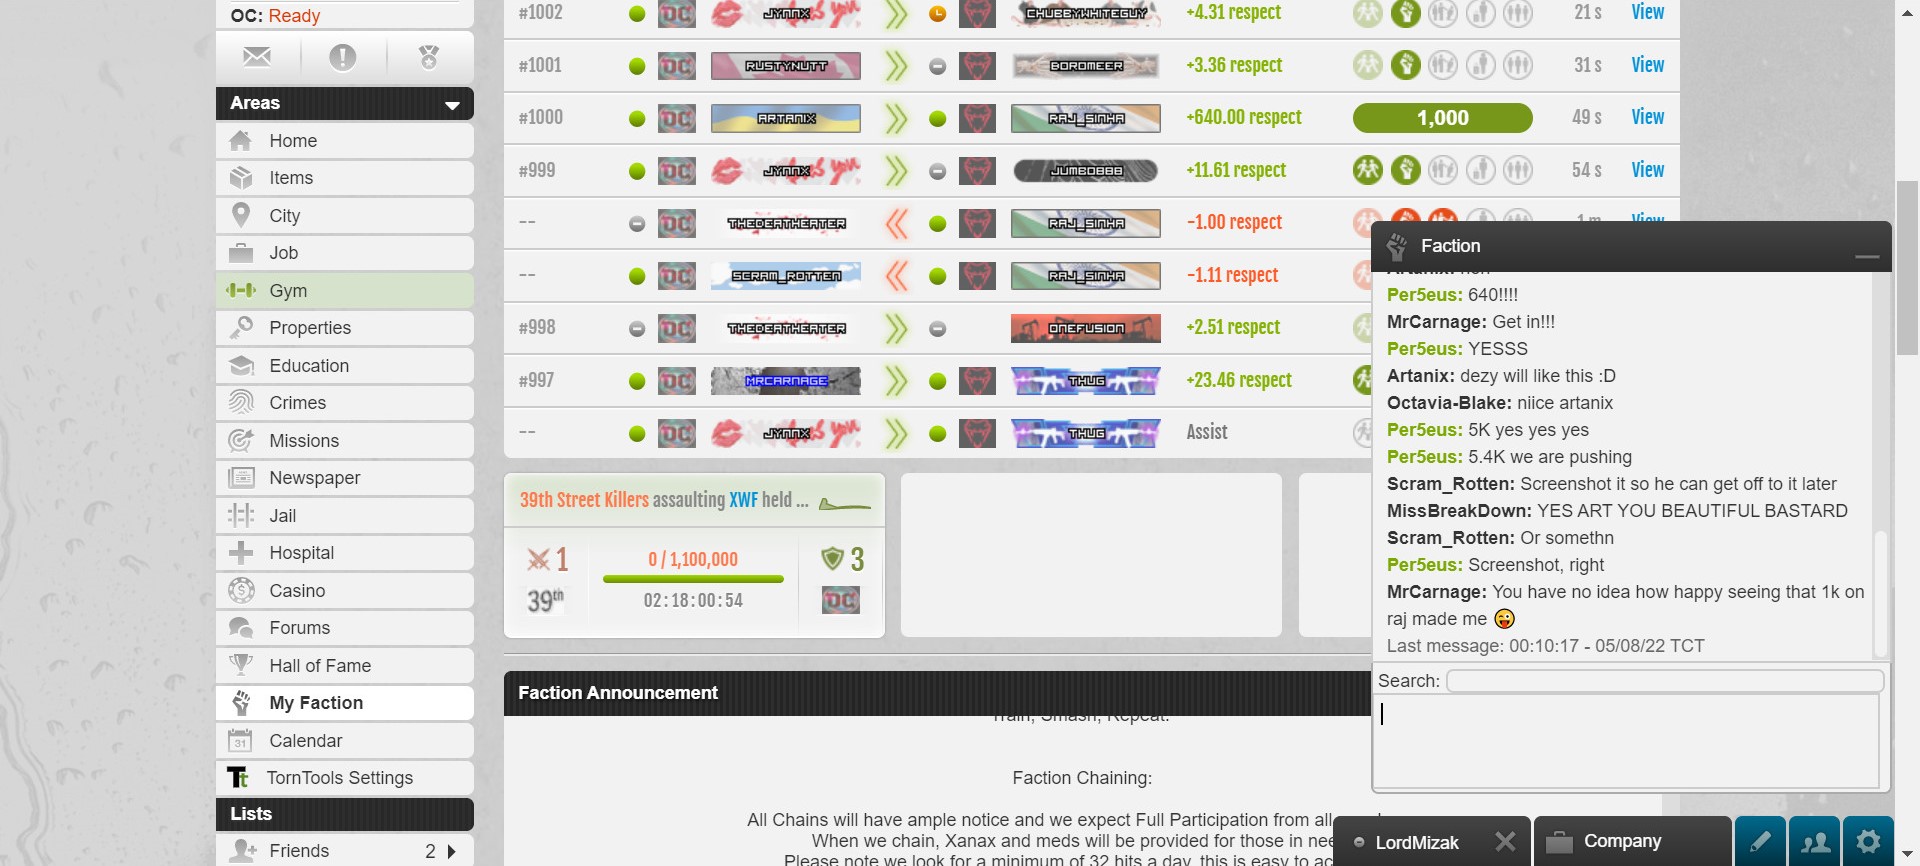 OC: Ready
Areas
Home
Items
City
Job
Gym
Properties
Education
Crimes
Missions
Newspaper
Jail
Hospital
Casino
Forums
Hall of Fame
My Faction
Calendar
31
Tt TornTools Settings
Lists
Friends 2
#1002 JYNNX CHUBBYWHITEGUY +4.31 respect 21 s View
#1001 DC RUSTYNUTT BOROMEER +3.36 respect 31 s View
#1000 DC ARTANIX RAJ_SINHA +640.00 respect 1,000 49 s View
#999 DC JYNNX JUMBO888 +11.61 respect 54 s View
-- DC THEDEATHEATER RAJ_SINHA -1.00 respect 1 m View
-- DC SCRAM_ROTTEN RAJ_SINHA -1.11 respect
#998 DC THEDEATHEATER ONEFUSION +2.51 respect
#997 DC MRCARNAGE THUG +23.46 respect
-- DC JYNNX THUG Assist
39th Street Killers assaulting XWF held ...
1 0 / 1,100,000 3
39th 02:18:00:54 DC
Faction Announcement
Train, Smash, Repeat.
Faction Chaining:
All Chains will have ample notice and we expect Full Participation from all
When we chain, Xanax and meds will be provided for those in nee
Please note we look for a minimum of 32 hits a day, this is easy to ac
Faction
Artanix:
Per5eus: 640!!!!
MrCarnage: Get in!!!
Per5eus: YESSS
Artanix: dezy will like this :D
Octavia-Blake: niice artanix
Per5eus: 5K yes yes yes
Per5eus: 5.4K we are pushing
Scram_Rotten: Screenshot it so he can get off to it later
MissBreakDown: YES ART YOU BEAUTIFUL BASTARD
Scram_Rotten: Or somethn
Per5eus: Screenshot, right
MrCarnage: You have no idea how happy seeing that 1k on
raj made me 😜
Last message: 00:10:17 - 05/08/22 TCT
Search:
LordMizak
Company